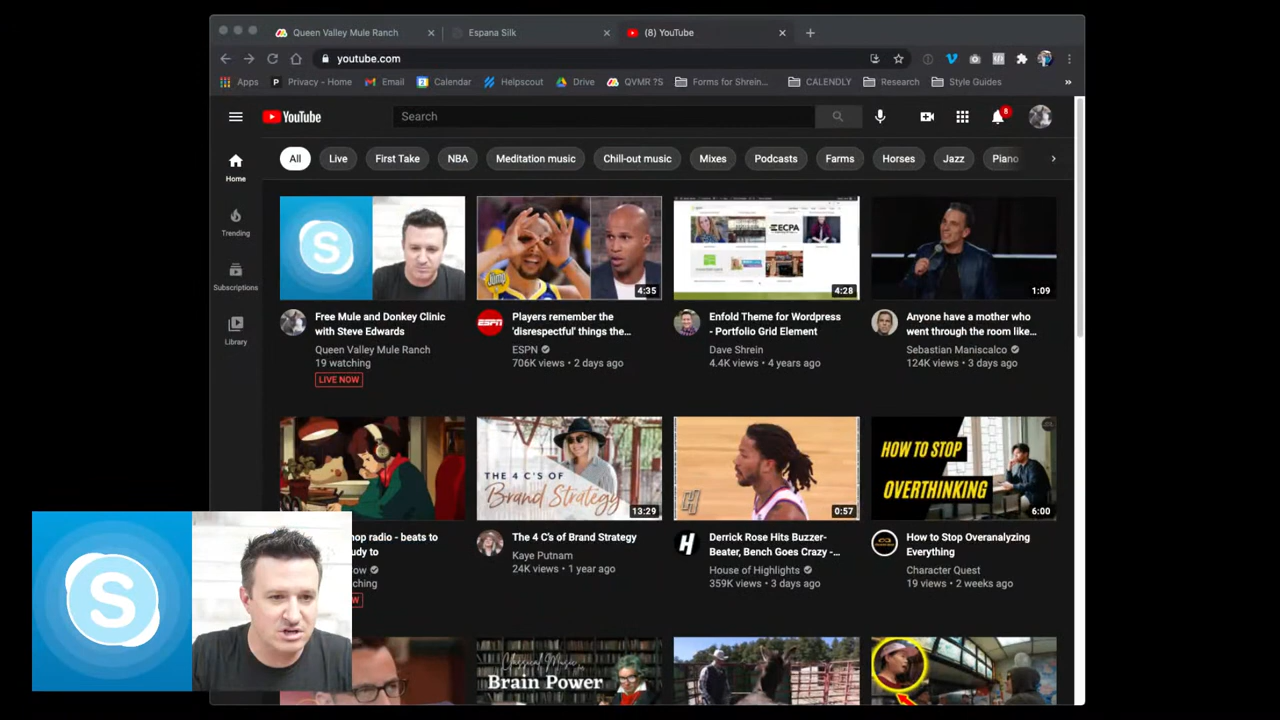 Queen Valley Mule Ranch
Espana Silk
(8) YouTube
youtube.com
Apps
Privacy - Home
Email
Calendar
Helpscout
Drive
QVMR ?S
Forms for Shrein...
CALENDLY
Research
Style Guides
»
YouTube
Search
8
All
Live
First Take
NBA
Meditation music
Chill-out music
Mixes
Podcasts
Farms
Horses
Jazz
Piano
Home
Trending
Subscriptions
Library
S
4:35
ECPA
4:28
1:09
Free Mule and Donkey Clinic
with Steve Edwards
Queen Valley Mule Ranch
19 watching
LIVE NOW
ESPN
Players remember the
'disrespectful' things the...
ESPN
706K views • 2 days ago
Enfold Theme for Wordpress
- Portfolio Grid Element
Dave Shrein
4.4K views • 4 years ago
Anyone have a mother who
went through the room like...
Sebastian Maniscalco
124K views • 3 days ago
THE 4 C'S OF
Brand Strategy
13:29
0:57
HOW TO STOP
OVERTHINKING
6:00
hop radio - beats to
udy to
ow
tching
W
The 4 C's of Brand Strategy
Kaye Putnam
24K views • 1 year ago
H
Derrick Rose Hits Buzzer-
Beater, Bench Goes Crazy -...
House of Highlights
359K views • 3 days ago
How to Stop Overanalyzing
Everything
Character Quest
19 views • 2 weeks ago
S
Classical Music
Brain Power